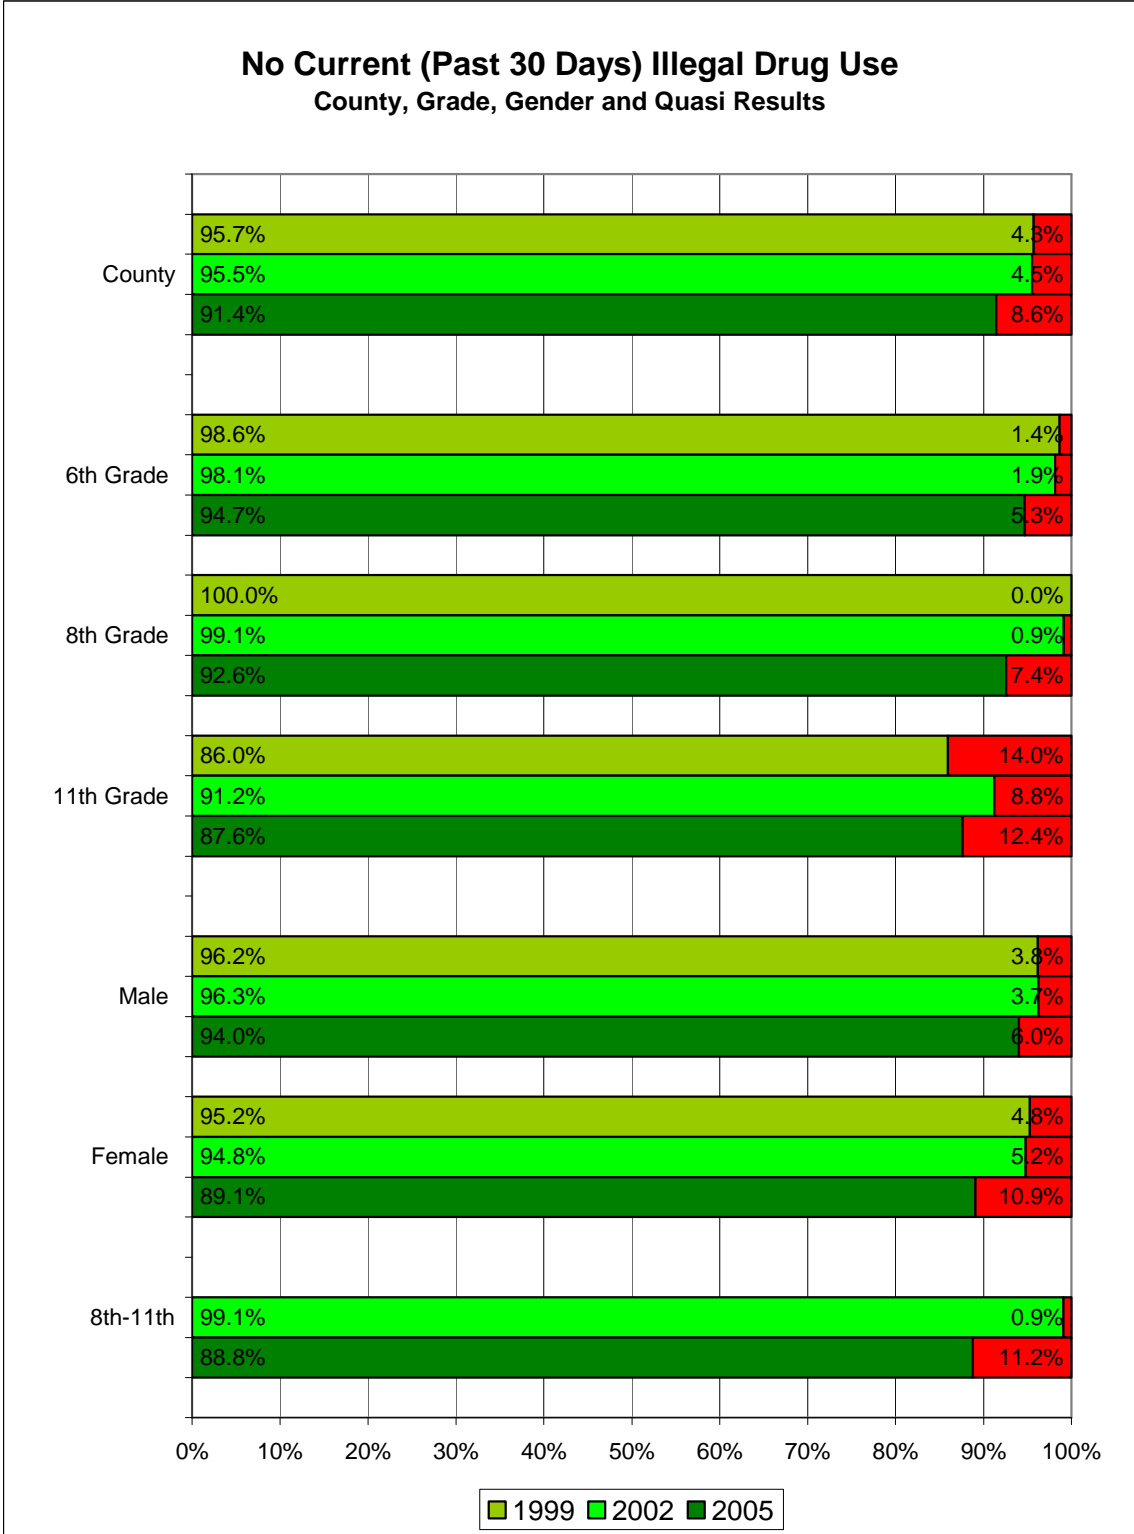 No Current (Past 30 Days) Illegal Drug Use
County, Grade, Gender and Quasi Results
95.7% 4.3%
County 95.5% 4.5%
91.4% 8.6%
98.6% 1.4%
6th Grade 98.1% 1.9%
94.7% 5.3%
100.0% 0.0%
8th Grade 99.1% 0.9%
92.6% 7.4%
86.0% 14.0%
11th Grade 91.2% 8.8%
87.6% 12.4%
96.2% 3.8%
Male 96.3% 3.7%
94.0% 6.0%
95.2% 4.8%
Female 94.8% 5.2%
89.1% 10.9%
8th-11th 99.1% 0.9%
88.8% 11.2%
0% 10% 20% 30% 40% 50% 60% 70% 80% 90% 100%
1999 2002 2005